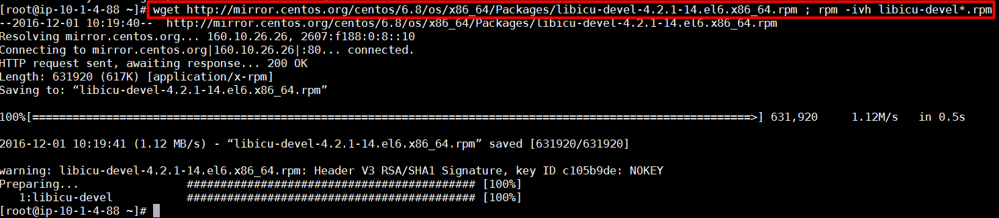 [root@ip-10-1-4-88 ~]# wget http://mirror.centos.org/centos/6.8/os/x86_64/Packages/libicu-devel-4.2.1-14.el6.x86_64.rpm ; rpm -ivh libicu-devel*.rpm
--2016-12-01 10:19:40--  http://mirror.centos.org/centos/6.8/os/x86_64/Packages/libicu-devel-4.2.1-14.el6.x86_64.rpm
Resolving mirror.centos.org... 160.10.26.26, 2607:f188:0:8::10
Connecting to mirror.centos.org|160.10.26.26|:80... connected.
HTTP request sent, awaiting response... 200 OK
Length: 631920 (617K) [application/x-rpm]
Saving to: “libicu-devel-4.2.1-14.el6.x86_64.rpm”
100%[===========================================================================================================>] 631,920     1.12M/s   in 0.5s
2016-12-01 10:19:41 (1.12 MB/s) - “libicu-devel-4.2.1-14.el6.x86_64.rpm” saved [631920/631920]
warning: libicu-devel-4.2.1-14.el6.x86_64.rpm: Header V3 RSA/SHA1 Signature, key ID c105b9de: NOKEY
Preparing...                ########################################### [100%]
   1:libicu-devel           ########################################### [100%]
[root@ip-10-1-4-88 ~]#